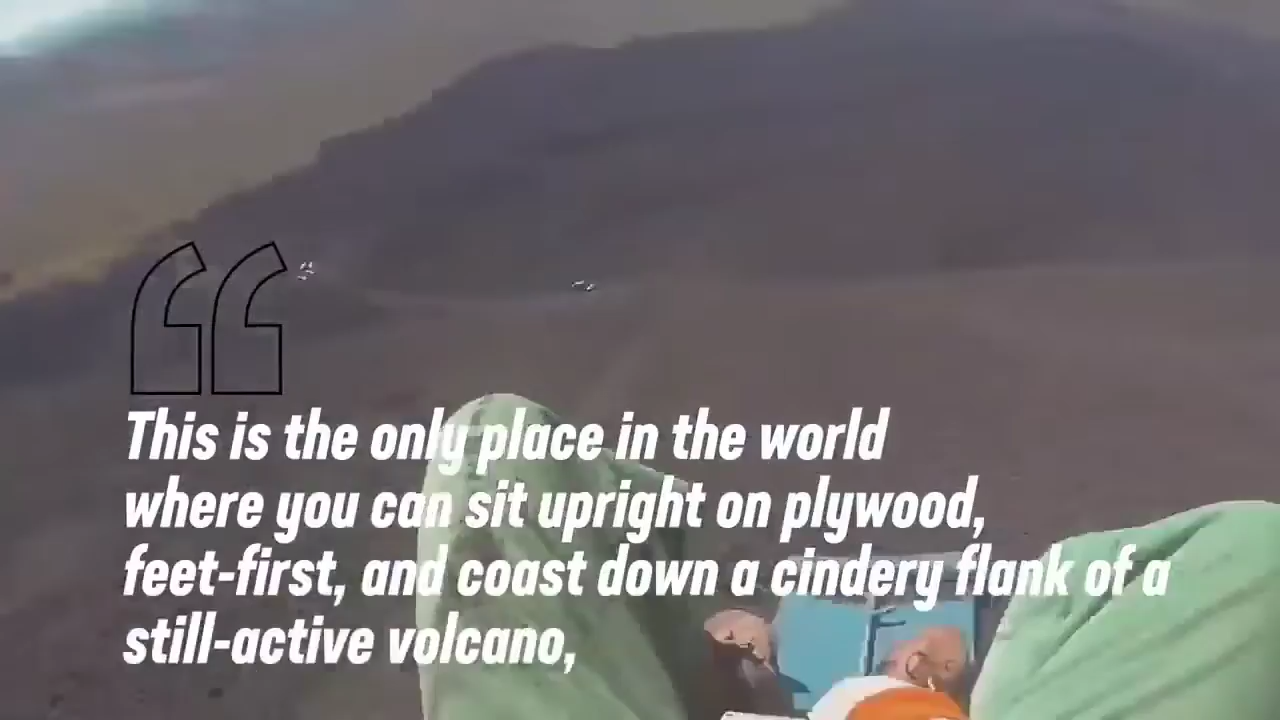 “
This is the only place in the world
where you can sit upright on plywood,
feet-first, and coast down a cindery flank of a
still-active volcano,